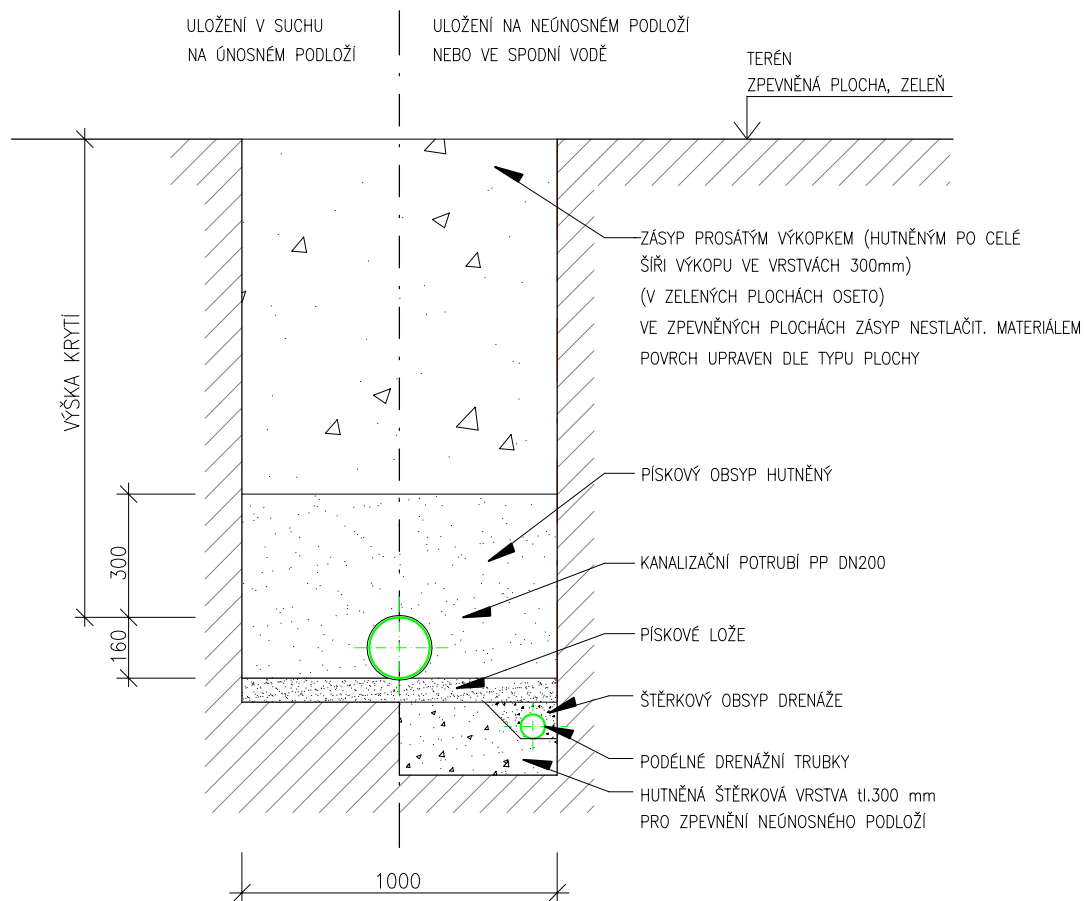 ULOŽENÍ V SUCHU
NA ÚNOSNÉM PODLOŽÍ
ULOŽENÍ NA NEÚNOSNÉM PODLOŽÍ
NEBO VE SPODNÍ VODĚ
TERÉN
ZPEVNĚNÁ PLOCHA, ZELEŇ
ZÁSYP PROSÁTÝM VÝKOPKEM (HUTNĚNÝM PO CELÉ
ŠÍŘI VÝKOPU VE VRSTVÁCH 300mm)
(V ZELENÝCH PLOCHÁCH OSETO)
VE ZPEVNĚNÝCH PLOCHÁCH ZÁSYP NESTLAČIT. MATERIÁLEM
POVRCH UPRAVEN DLE TYPU PLOCHY
VÝŠKA KRYTÍ
PÍSKOVÝ OBSYP HUTNĚNÝ
300
KANALIZAČNÍ POTRUBÍ PP DN200
160
PÍSKOVÉ LOŽE
ŠTĚRKOVÝ OBSYP DRENÁŽE
PODÉLNÉ DRENÁŽNÍ TRUBKY
HUTNĚNÁ ŠTĚRKOVÁ VRSTVA tl.300 mm
PRO ZPEVNĚNÍ NEÚNOSNÉHO PODLOŽÍ
1000